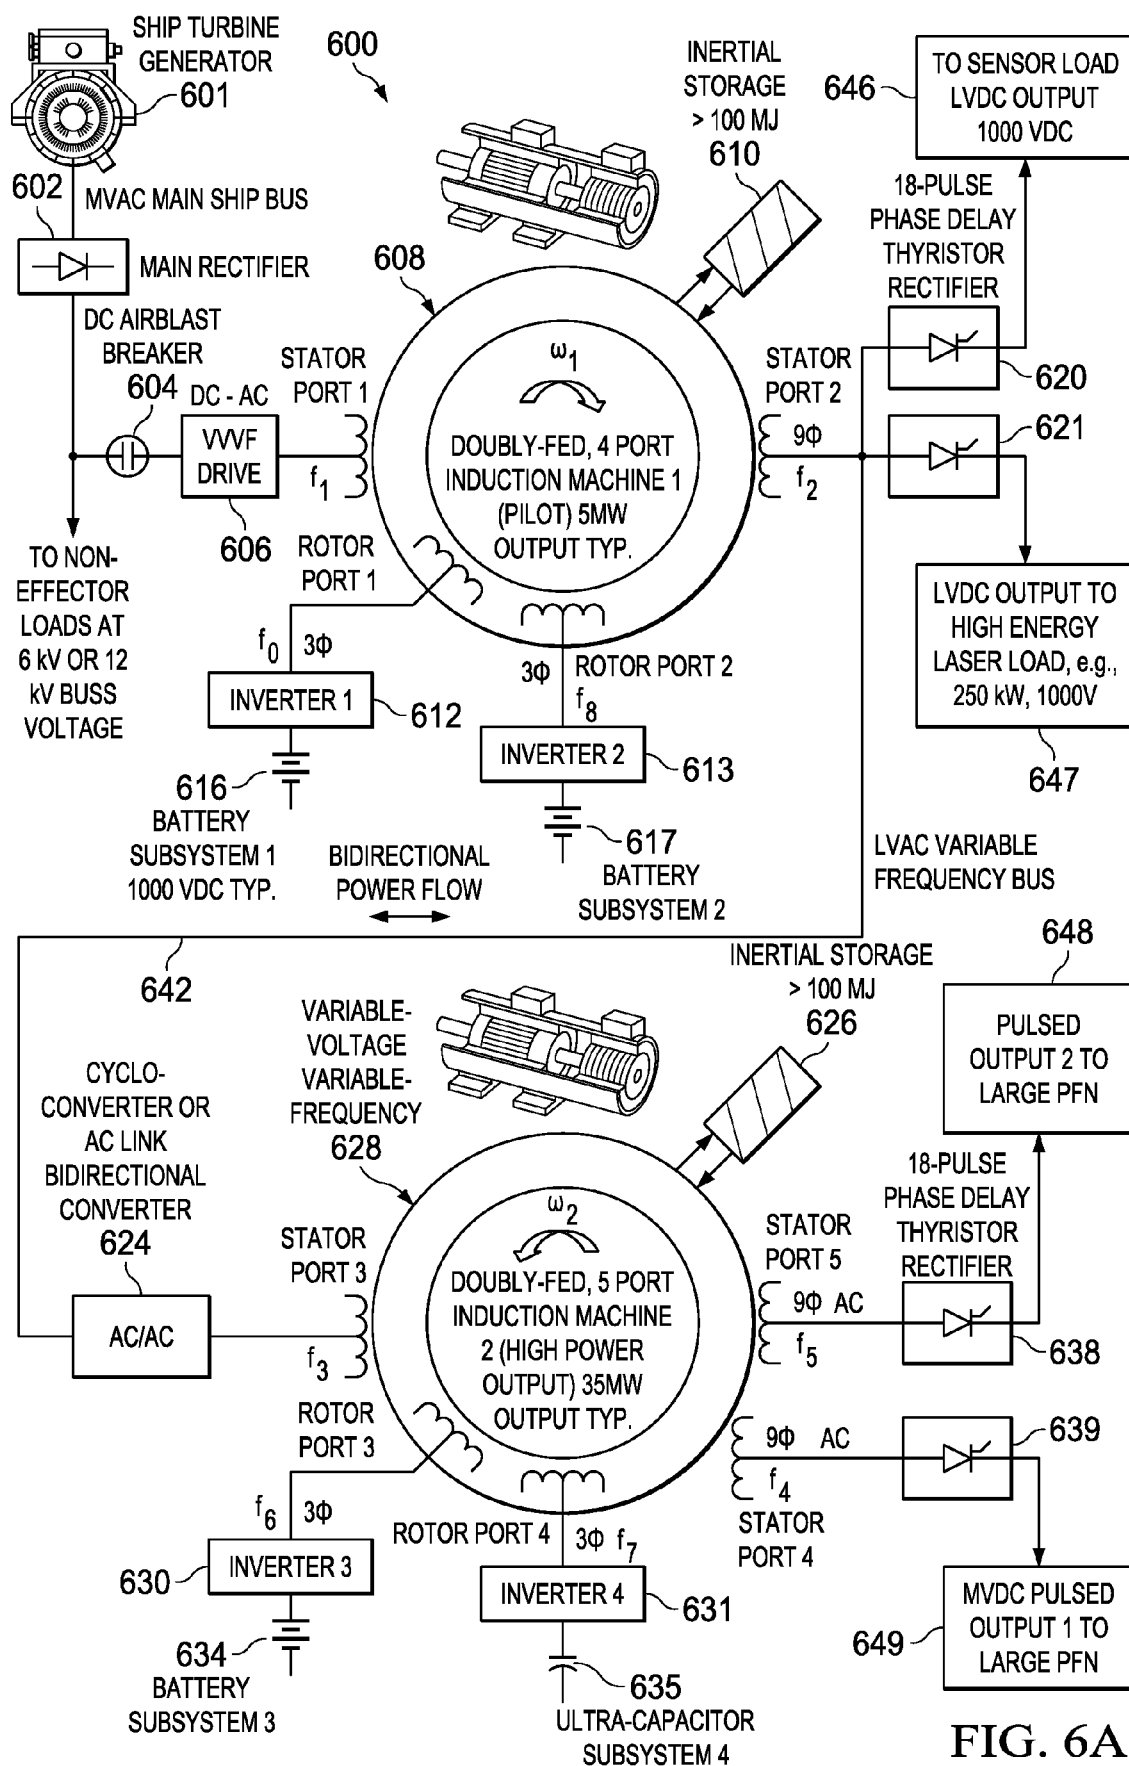 SHIP TURBINE
GENERATOR
601
600
INERTIAL
STORAGE
> 100 MJ
610
646
TO SENSOR LOAD
LVDC OUTPUT
1000 VDC
602
MVAC MAIN SHIP BUS
MAIN RECTIFIER
608
18-PULSE
PHASE DELAY
THYRISTOR
RECTIFIER
620
DC AIRBLAST
BREAKER
604
DC - AC
VVVF
DRIVE
606
STATOR
PORT 1
f1
ω1
DOUBLY-FED, 4 PORT
INDUCTION MACHINE 1
(PILOT) 5MW
OUTPUT TYP.
STATOR
PORT 2
9Φ
f2
621
TO NON-
EFFECTOR
LOADS AT
6 kV OR 12
kV BUSS
VOLTAGE
ROTOR
PORT 1
f0 3Φ
INVERTER 1
612
616
BATTERY
SUBSYSTEM 1
1000 VDC TYP.
ROTOR PORT 2
3Φ
f8
INVERTER 2
613
617
BATTERY
SUBSYSTEM 2
LVDC OUTPUT TO
HIGH ENERGY
LASER LOAD, e.g.,
250 kW, 1000V
647
BIDIRECTIONAL
POWER FLOW
LVAC VARIABLE
FREQUENCY BUS
642
INERTIAL STORAGE
> 100 MJ
626
648
PULSED
OUTPUT 2 TO
LARGE PFN
VARIABLE-
VOLTAGE
VARIABLE-
FREQUENCY
628
CYCLO-
CONVERTER OR
AC LINK
BIDIRECTIONAL
CONVERTER
624
AC/AC
STATOR
PORT 3
f3
ω2
DOUBLY-FED, 5 PORT
INDUCTION MACHINE
2 (HIGH POWER
OUTPUT) 35MW
OUTPUT TYP.
STATOR
PORT 5
9Φ AC
f5
18-PULSE
PHASE DELAY
THYRISTOR
RECTIFIER
638
ROTOR
PORT 3
f6 3Φ
INVERTER 3
630
634
BATTERY
SUBSYSTEM 3
ROTOR PORT 4
3Φ f7
INVERTER 4
631
635
ULTRA-CAPACITOR
SUBSYSTEM 4
9Φ AC
f4
STATOR
PORT 4
639
MVDC PULSED
OUTPUT 1 TO
LARGE PFN
649
FIG. 6A